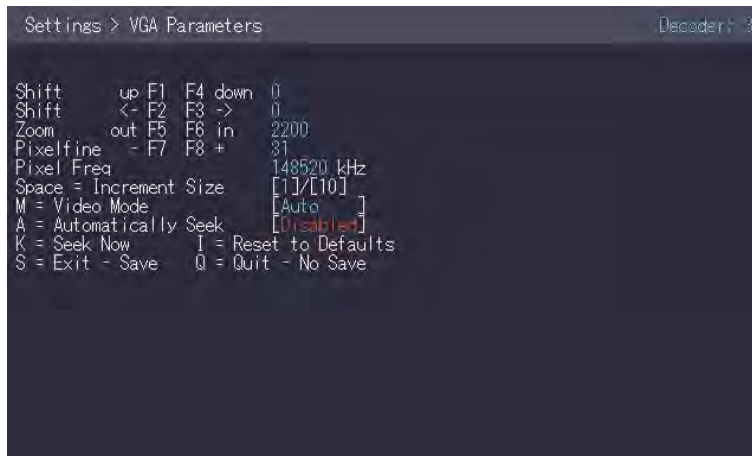 Settings > VGA Parameters Decoder: 3
Shift up F1 F4 down 0
Shift <- F2 F3 -> 0
Zoom out F5 F6 in 2200
Pixelfine - F7 F8 + 31
Pixel Freq 148520 kHz
Space = Increment Size [1]/[10]
M = Video Mode [Auto ]
A = Automatically Seek [Disabled]
K = Seek Now I = Reset to Defaults
S = Exit - Save Q = Quit - No Save